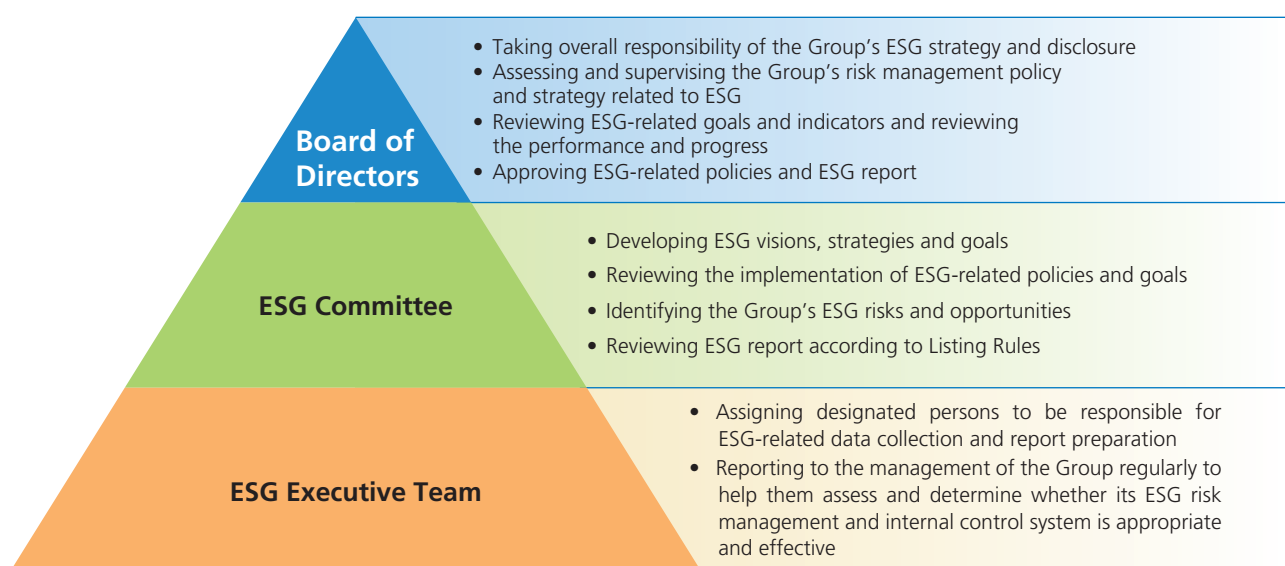 Board of
Directors
• Taking overall responsibility of the Group's ESG strategy and disclosure
• Assessing and supervising the Group's risk management policy
and strategy related to ESG
• Reviewing ESG-related goals and indicators and reviewing
the performance and progress
• Approving ESG-related policies and ESG report
ESG Committee
• Developing ESG visions, strategies and goals
• Reviewing the implementation of ESG-related policies and goals
• Identifying the Group's ESG risks and opportunities
• Reviewing ESG report according to Listing Rules
ESG Executive Team
• Assigning designated persons to be responsible for
ESG-related data collection and report preparation
• Reporting to the management of the Group regularly to
help them assess and determine whether its ESG risk
management and internal control system is appropriate
and effective